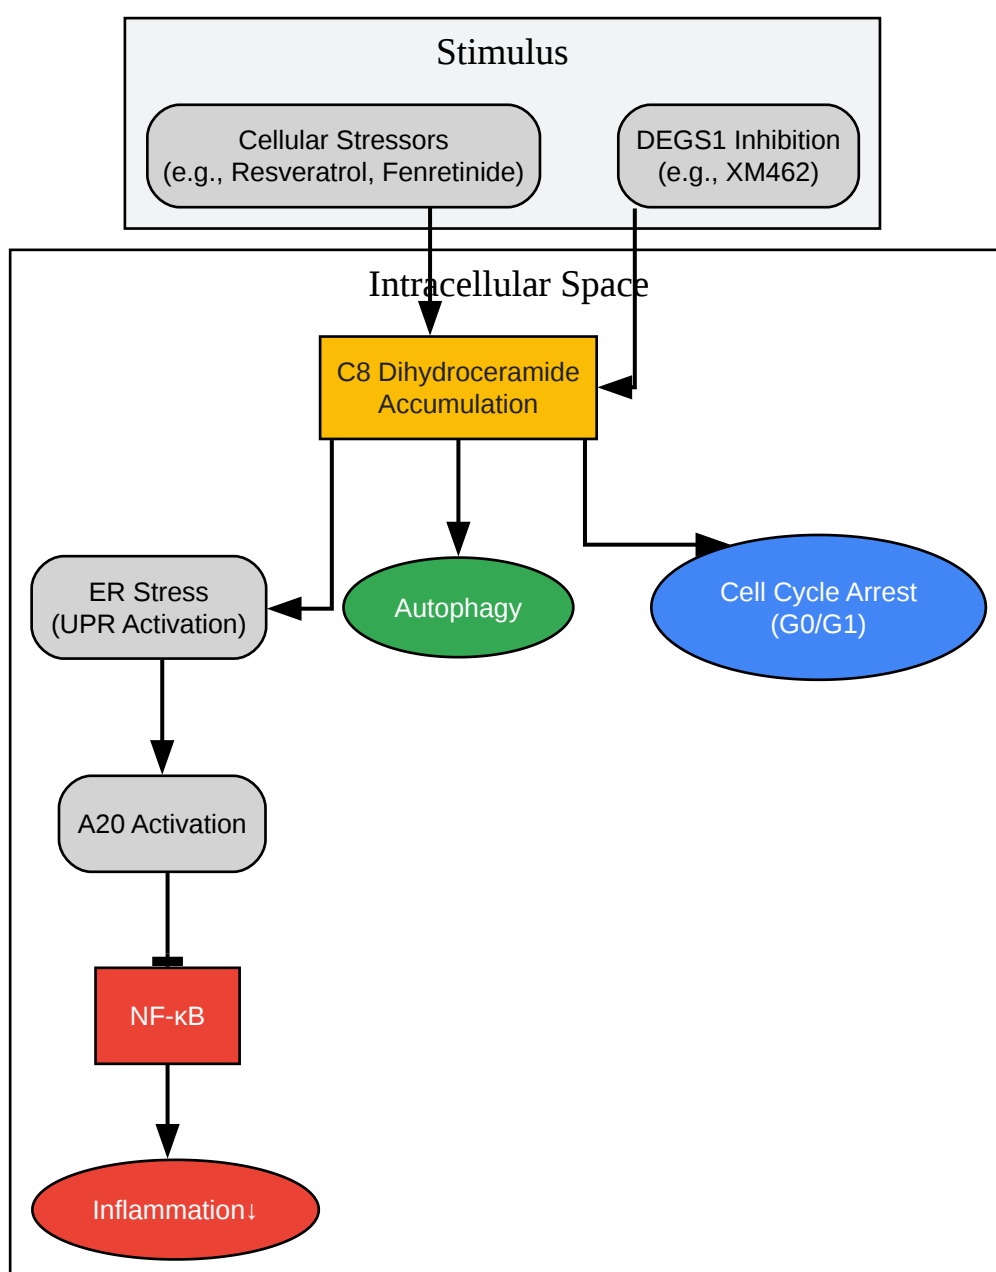 Stimulus
Cellular Stressors
(e.g., Resveratrol, Fenretinide)
DEGS1 Inhibition
(e.g., XM462)
Intracellular Space
C8 Dihydroceramide
Accumulation
ER Stress
(UPR Activation)
Autophagy
Cell Cycle Arrest
(G0/G1)
A20 Activation
NF-κB
Inflammation↓